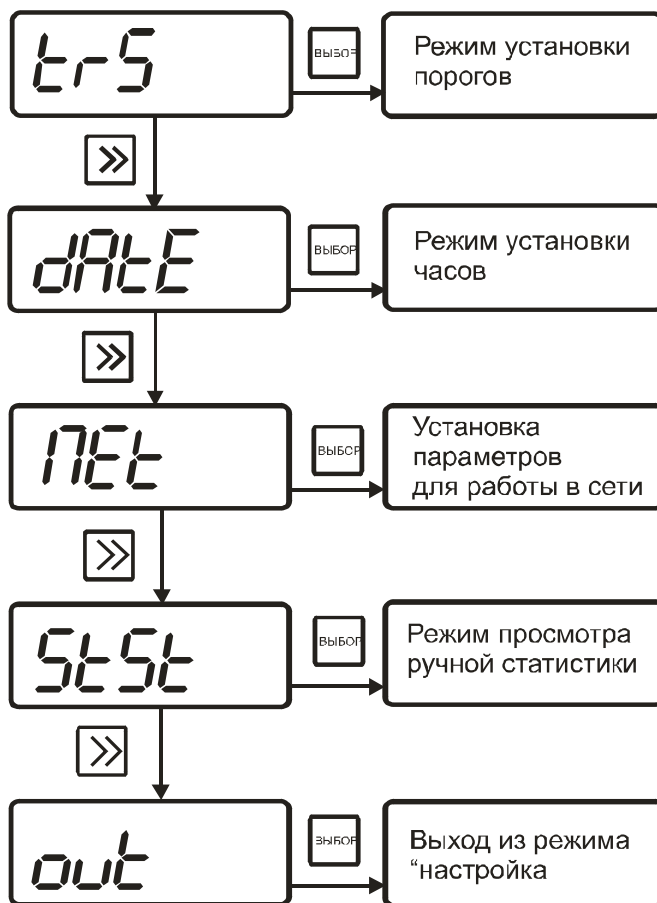 trS
ВЫБОР
Режим установки
порогов
»
dAtE
ВЫБОР
Режим установки
часов
»
nEt
ВЫБОР
Установка
параметров
для работы в сети
»
StSt
ВЫБОР
Режим просмотра
ручной статистики
»
out
ВЫБОР
Выход из режима
“настройка